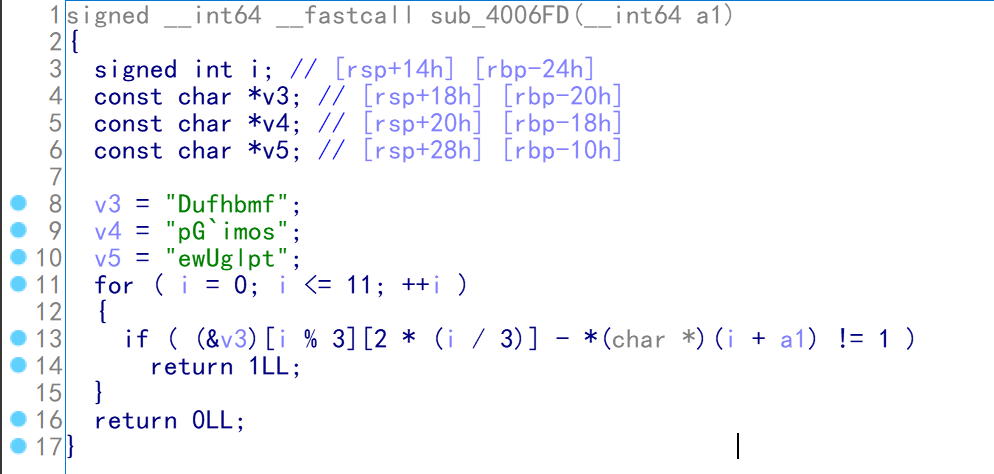 1 signed __int64 __fastcall sub_4006FD(__int64 a1)
2 {
3   signed int i; // [rsp+14h] [rbp-24h]
4   const char *v3; // [rsp+18h] [rbp-20h]
5   const char *v4; // [rsp+20h] [rbp-18h]
6   const char *v5; // [rsp+28h] [rbp-10h]
7
8   v3 = "Dufhbmf";
9   v4 = "pG`imos";
10   v5 = "ewUglpt";
11   for ( i = 0; i <= 11; ++i )
12   {
13     if ( (&v3)[i % 3][2 * (i / 3)] - *(char *)(i + a1) != 1 )
14       return 1LL;
15   }
16   return 0LL;
17 }